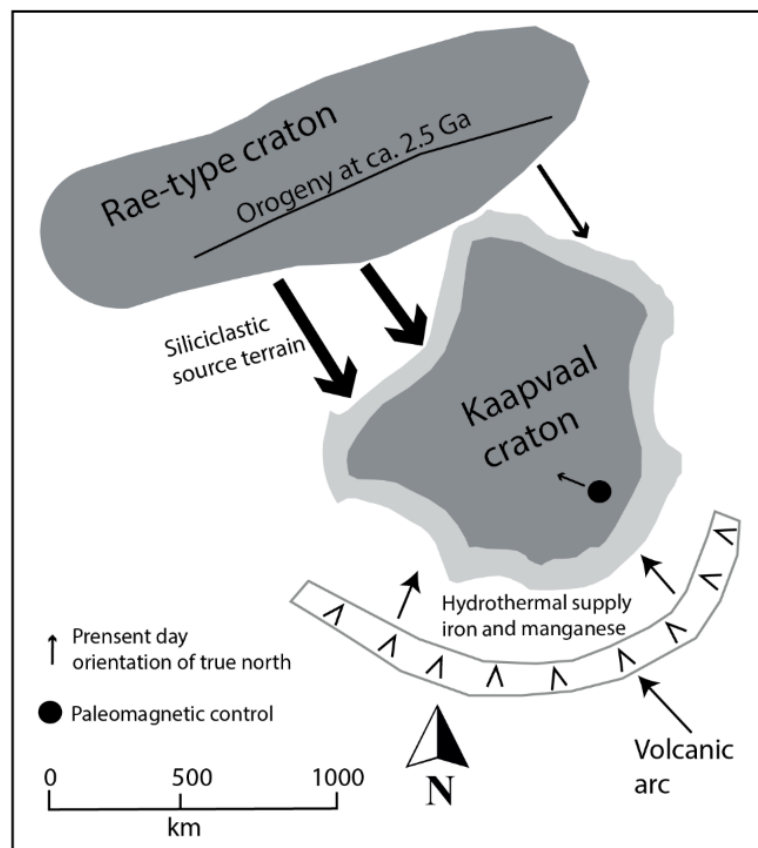 Rae-type craton
Orogeny at ca. 2.5 Ga
Siliciclastic
source terrain
Kaapvaal
craton
Hydrothermal supply
iron and manganese
Prensent day
orientation of true north
Paleomagnetic control
Volcanic
arc
0 500 1000
km
N